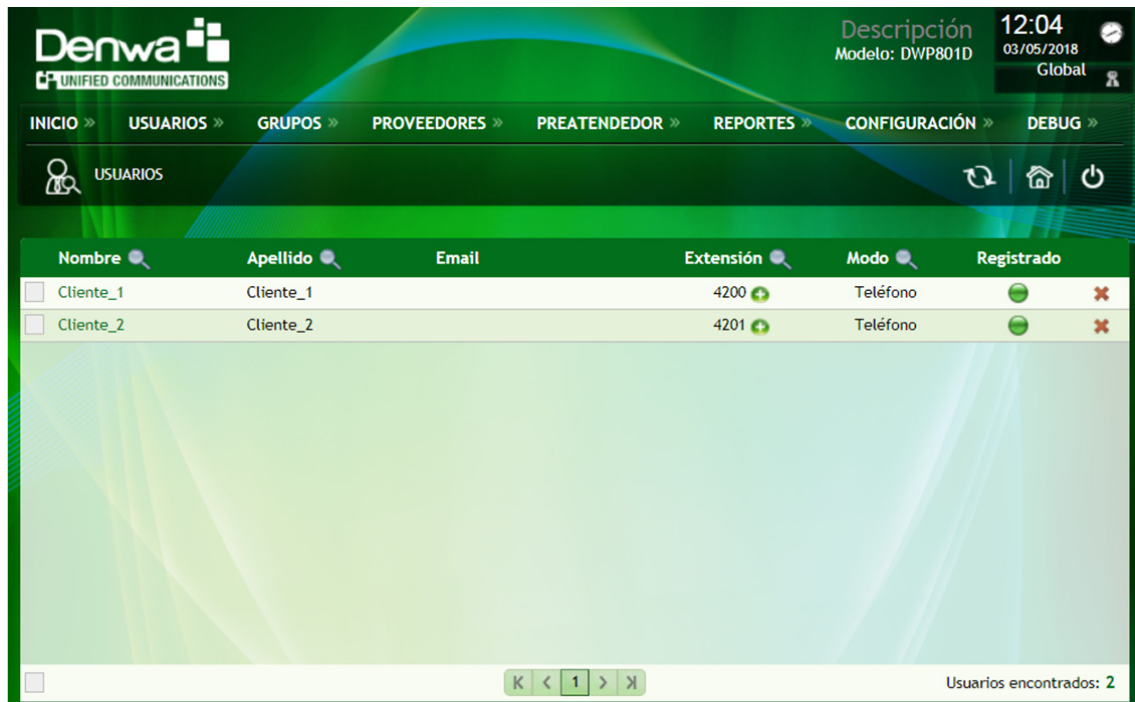 Denwa
UNIFIED COMMUNICATIONS
Descripción
Modelo: DWP801D
12:04
03/05/2018
Global
INICIO » USUARIOS » GRUPOS » PROVEEDORES » PREATENDEDOR » REPORTES » CONFIGURACIÓN » DEBUG »
USUARIOS
Nombre Apellido Email Extensión Modo Registrado
Cliente_1 Cliente_1 4200 Teléfono
Cliente_2 Cliente_2 4201 Teléfono
1
Usuarios encontrados: 2